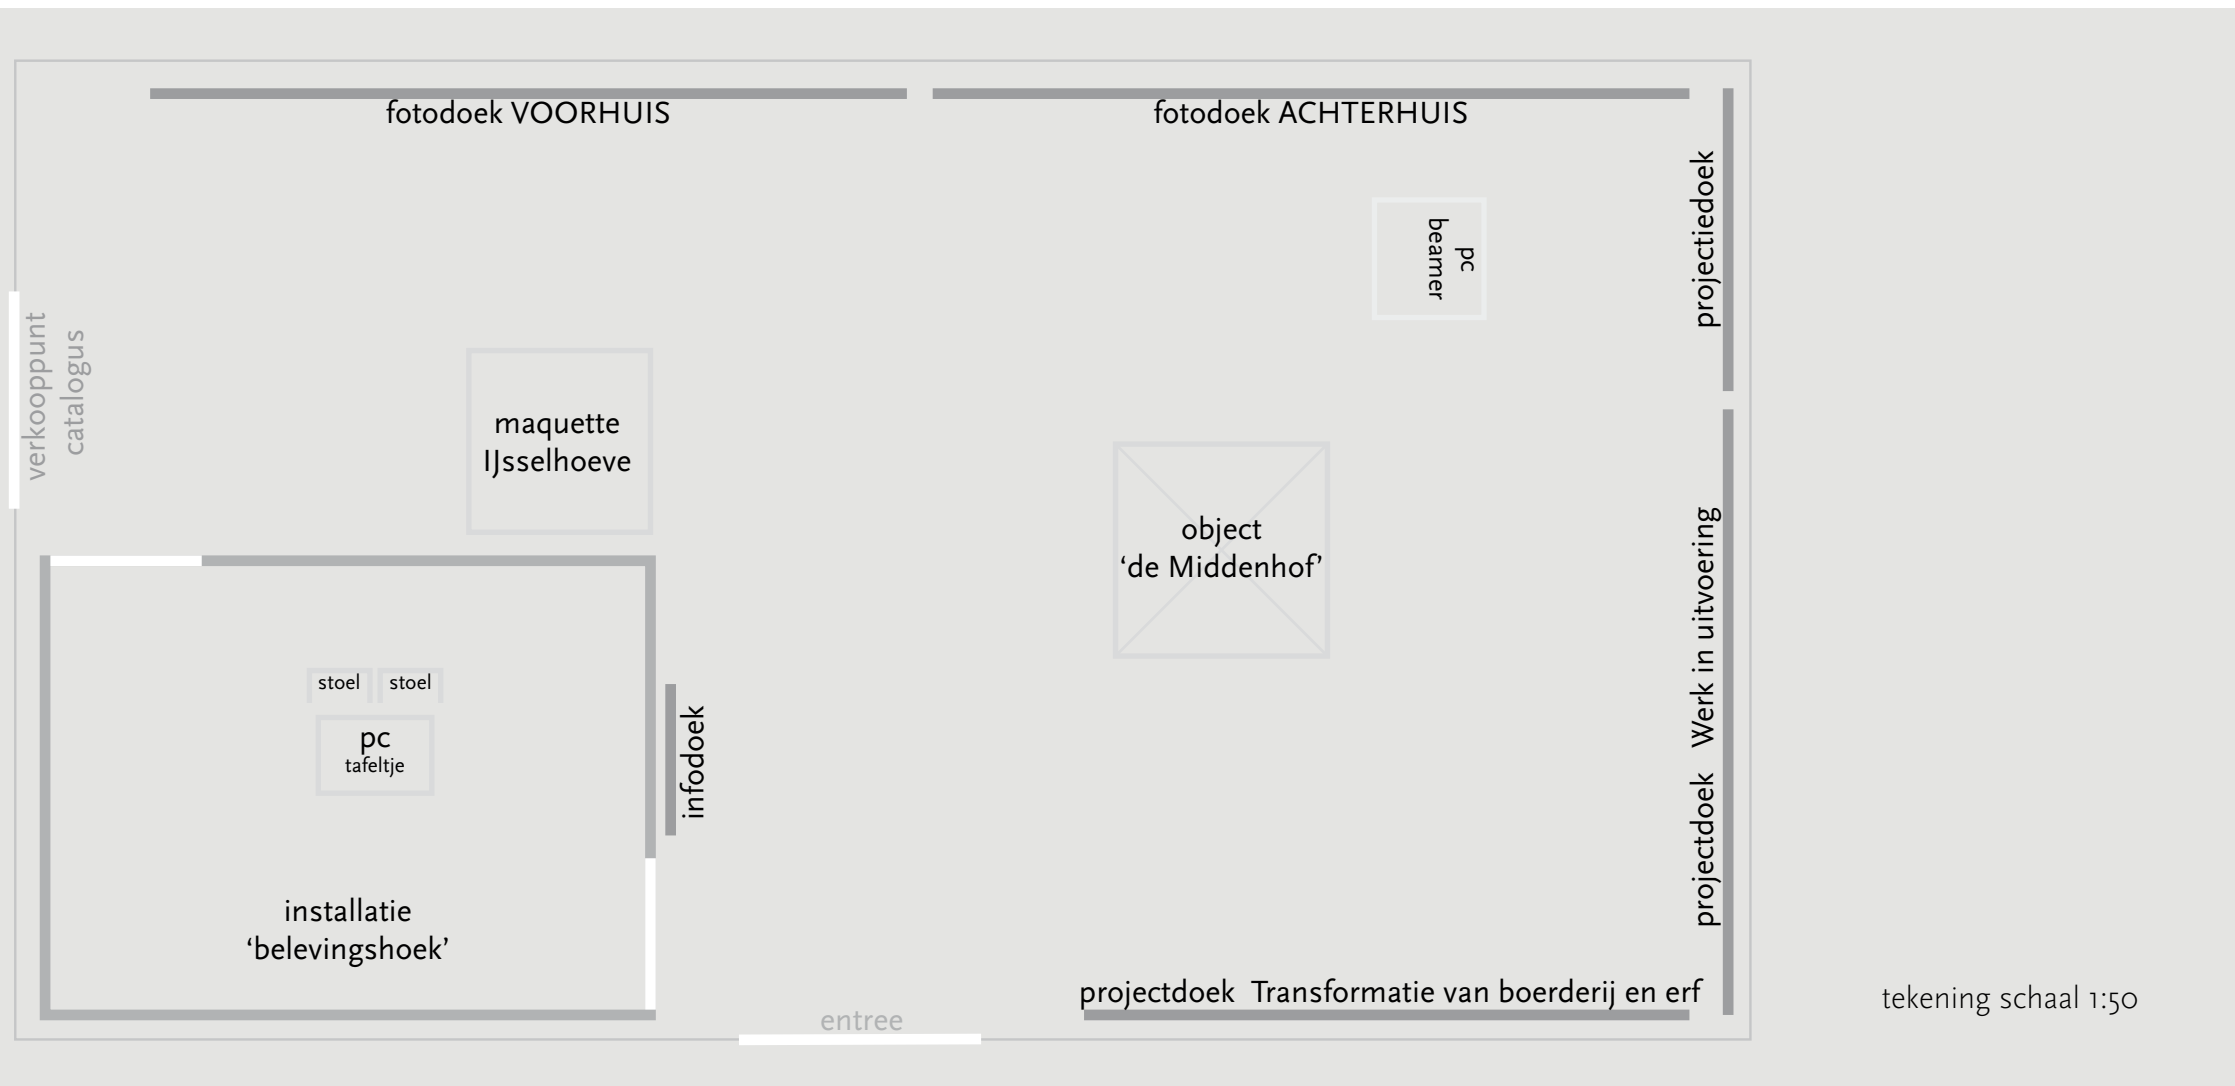 fotodoek VOORHUIS
fotodoek ACHTERHUIS
projectiedoek
pc
beamer
verkooppunt
catalogus
maquette
IJsselhoeve
object
‘de Middenhof’
projectdoek Werk in uitvoering
stoel
stoel
pc
tafeltje
infodoek
installatie
‘belevingshoek’
projectdoek Transformatie van boerderij en erf
entree
tekening schaal 1:50